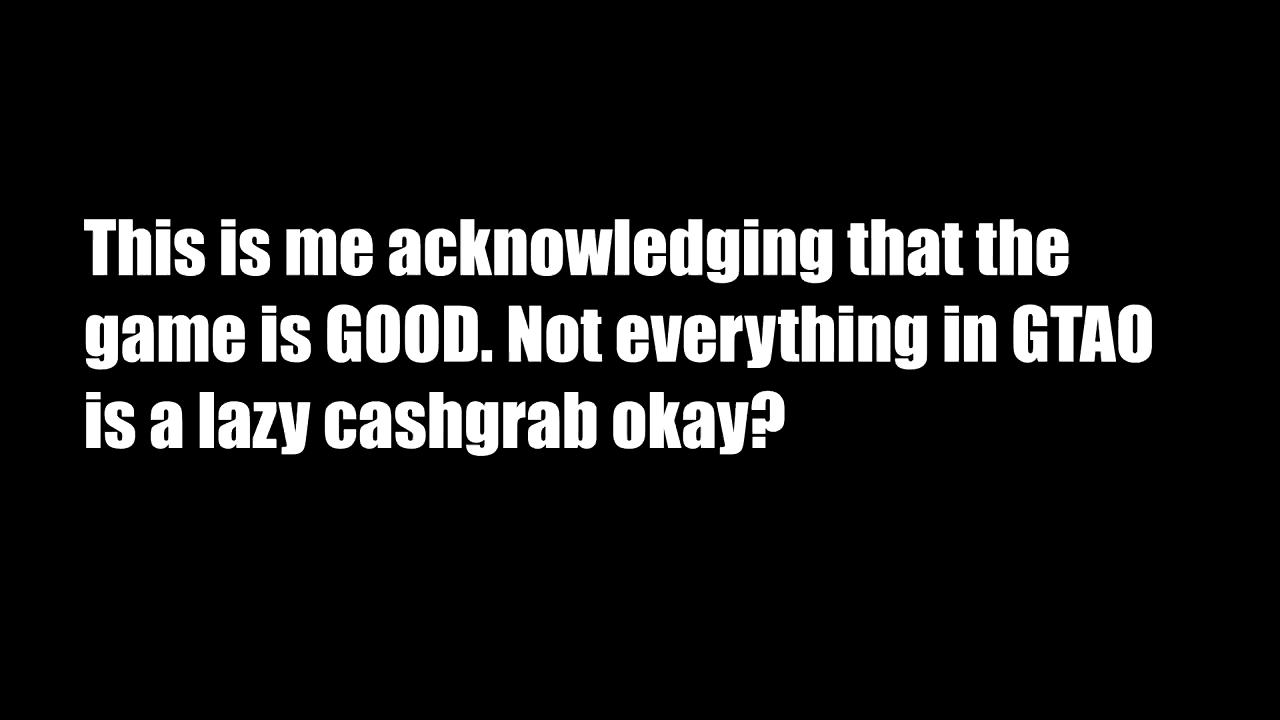 This is me acknowledging that the
game is GOOD. Not everything in GTAO
is a lazy cashgrab okay?